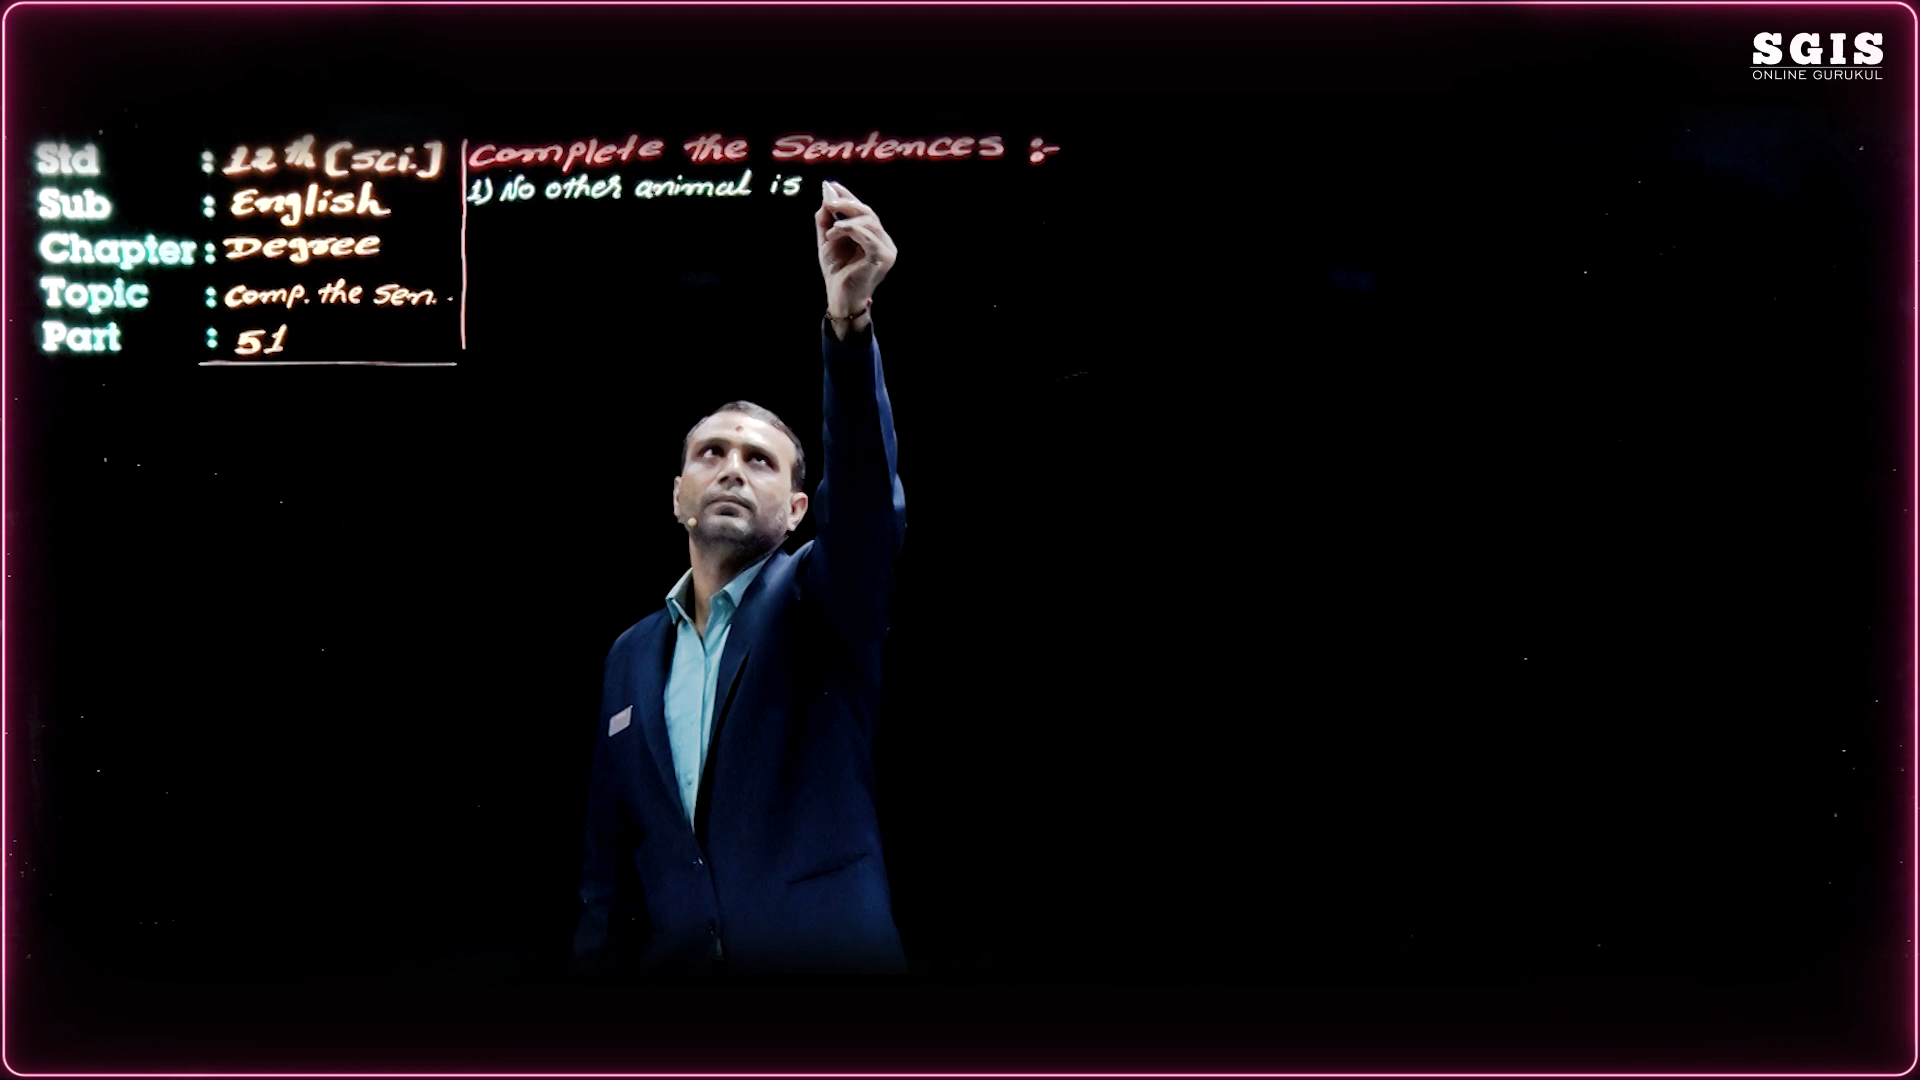 SGIS
ONLINE GURUKUL
Std : 12th [Sci.]
Sub : English
Chapter : Degree
Topic : Comp. the Sen.
Part : 51
Complete the Sentences :-
1) No other animal is